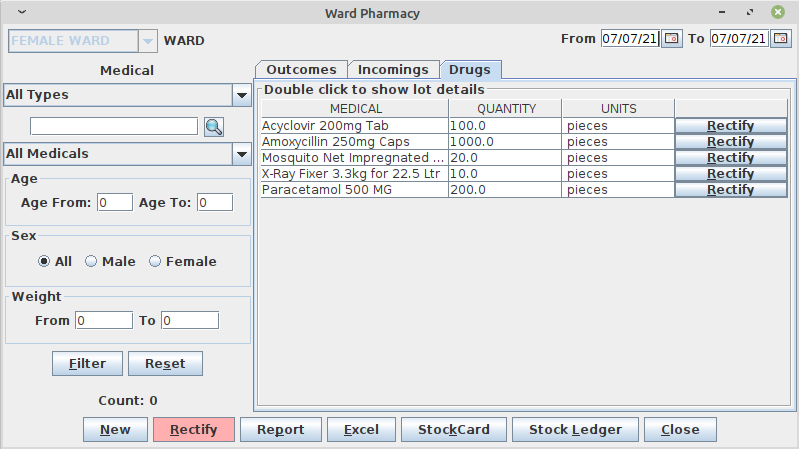 Ward Pharmacy
FEMALE WARD WARD From 07/07/21 To 07/07/21
Medical
All Types
All Medicals
Age
Age From: 0 Age To: 0
Sex
All Male Female
Weight
From 0 To 0
Filter Reset
Count: 0
Outcomes Incomings Drugs
Double click to show lot details
MEDICAL QUANTITY UNITS
Acyclovir 200mg Tab 100.0 pieces Rectify
Amoxycillin 250mg Caps 1000.0 pieces Rectify
Mosquito Net Impregnated ... 20.0 pieces Rectify
X-Ray Fixer 3.3kg for 22.5 Ltr 10.0 pieces Rectify
Paracetamol 500 MG 200.0 pieces Rectify
New Rectify Report Excel StockCard Stock Ledger Close